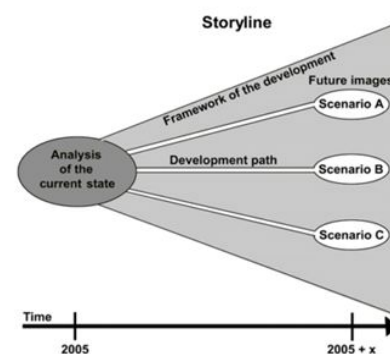 Storyline
Framework of the development
Future images
Scenario A
Analysis
of the
current state
Development path
Scenario B
Scenario C
Time
2005
2005 + x